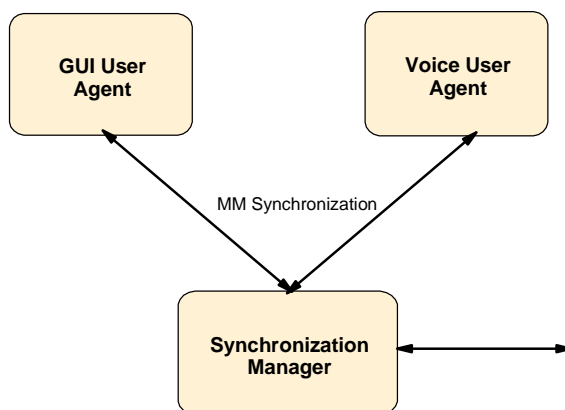 GUI User
Agent
Voice User
Agent
MM Synchronization
Synchronization
Manager